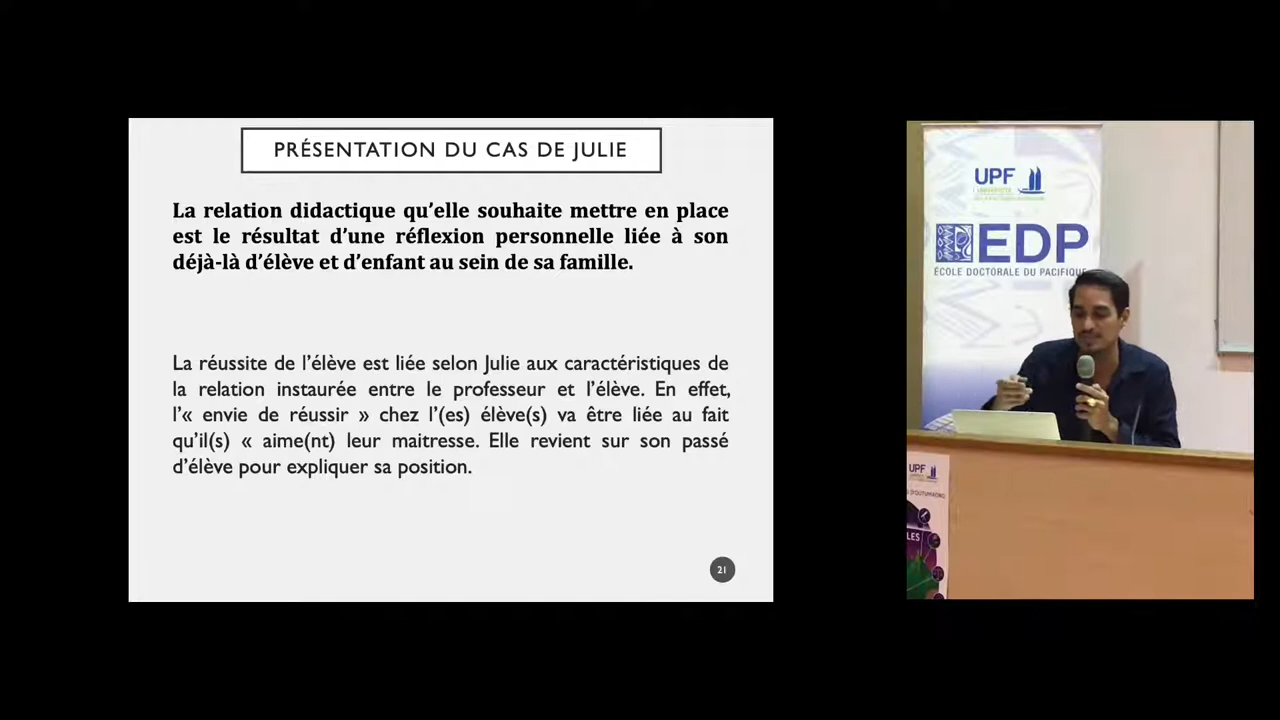 PRÉSENTATION DU CAS DE JULIE
La relation didactique qu'elle souhaite mettre en place
est le résultat d'une réflexion personnelle liée à son
déjà-là d'élève et d'enfant au sein de sa famille.
La réussite de l'élève est liée selon Julie aux caractéristiques de
la relation instaurée entre le professeur et l'élève. En effet,
l'« envie de réussir » chez l'(es) élève(s) va être liée au fait
qu'il(s) « aime(nt) leur maitresse. Elle revient sur son passé
d'élève pour expliquer sa position.
21
UPF
EDP
ÉCOLE DOCTORALE DU PACIFIQUE
UPF
LES